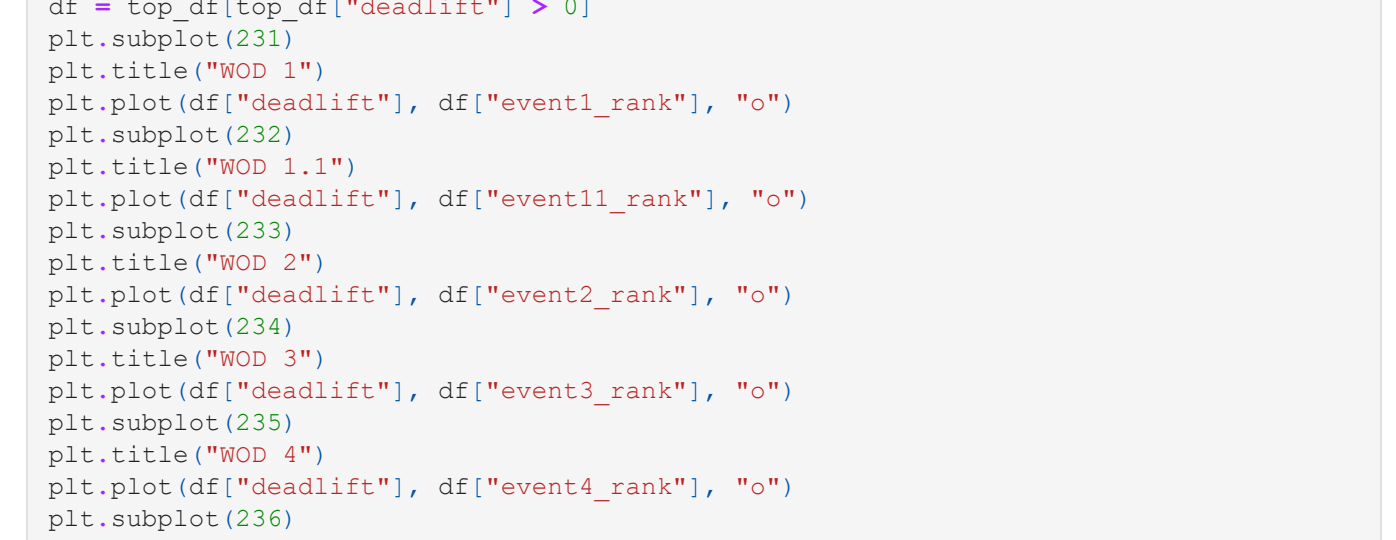 df = top_df[top_df["deadlift"] > 0]
plt.subplot(231)
plt.title("WOD 1")
plt.plot(df["deadlift"], df["event1_rank"], "o")
plt.subplot(232)
plt.title("WOD 1.1")
plt.plot(df["deadlift"], df["event11_rank"], "o")
plt.subplot(233)
plt.title("WOD 2")
plt.plot(df["deadlift"], df["event2_rank"], "o")
plt.subplot(234)
plt.title("WOD 3")
plt.plot(df["deadlift"], df["event3_rank"], "o")
plt.subplot(235)
plt.title("WOD 4")
plt.plot(df["deadlift"], df["event4_rank"], "o")
plt.subplot(236)